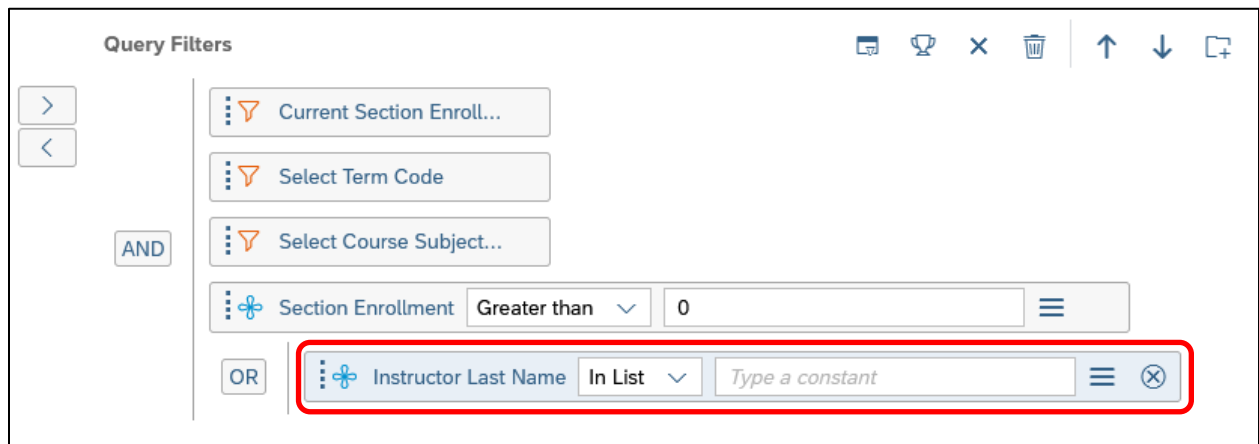 Query Filters
Current Section Enroll...
Select Term Code
AND
Select Course Subject...
Section Enrollment Greater than 0
OR
Instructor Last Name In List Type a constant